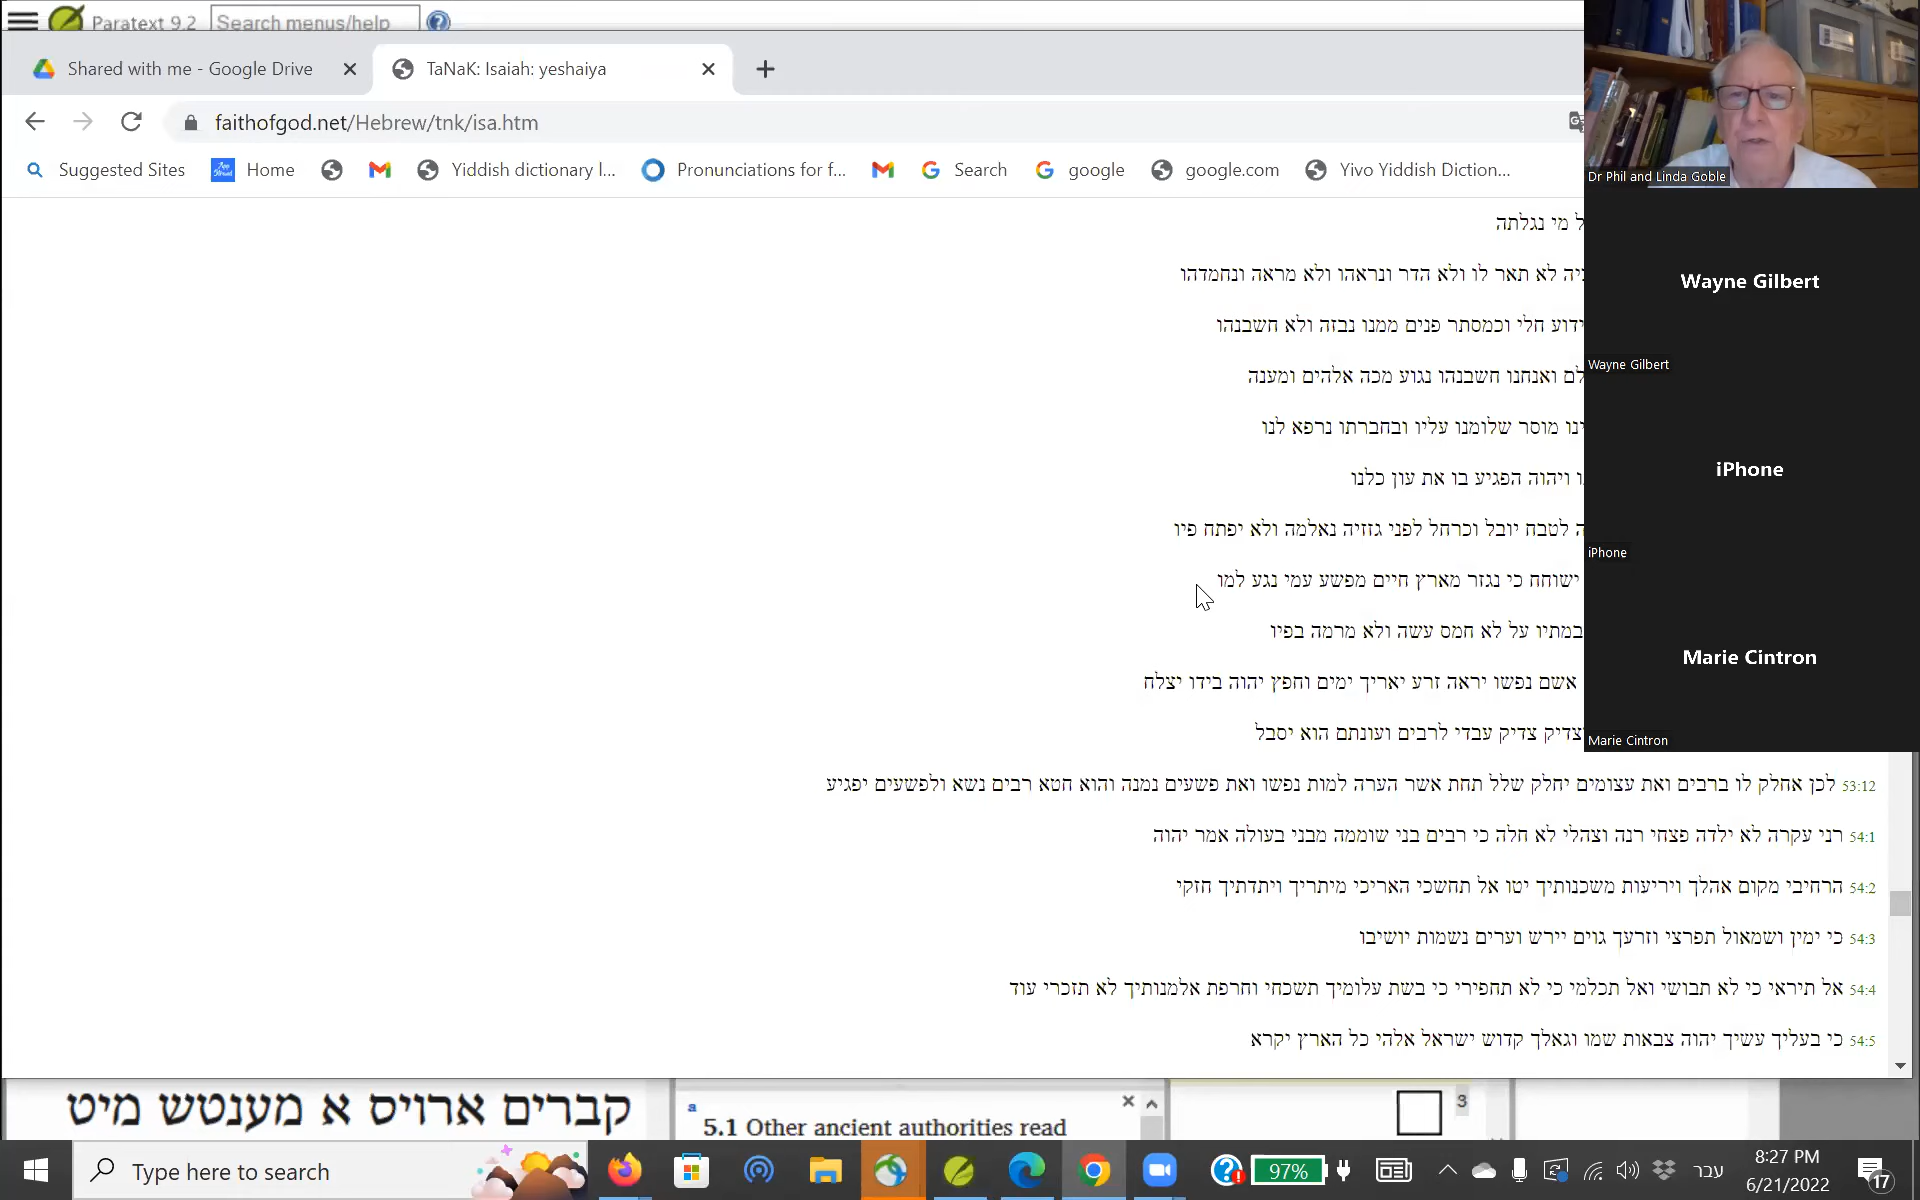 Paratext 9.2 Search menus/help
Shared with me - Google Drive TaNaK: Isaiah: yeshaiya
faithofgod.net/Hebrew/tnk/isa.htm
Suggested Sites Home Yiddish dictionary l... Pronunciations for f... Search google google.com Yivo Yiddish Diction...
Dr Phil and Linda Goble
ל מי נגלתה
יה לא תאר לו ולא הדר ונראהו ולא מראה ונחמדהו
Wayne Gilbert
ידוע חלי וכמסתר פנים ממנו נבזה ולא חשבנהו
Wayne Gilbert
לם ואנחנו חשבנהו נגוע מכה אלהים ומענה
ינו מוסר שלומנו עליו ובחברתו נרפא לנו
iPhone
ו ויהוה הפגיע בו את עון כלנו
ה לטבח יובל וכרחל לפני גזזיה נאלמה ולא יפתח פיו
iPhone
ישוחח כי נגזר מארץ חיים מפשע עמי נגע למו
במתיו על לא חמס עשה ולא מרמה בפיו
Marie Cintron
אשם נפשו יראה זרע יאריך ימים וחפץ יהוה בידו יצלח
צדיק צדיק עבדי לרבים ועונתם הוא יסבל
Marie Cintron
53:12 לכן אחלק לו ברבים ואת עצומים יחלק שלל תחת אשר הערה למות נפשו ואת פשעים נמנה והוא חטא רבים נשא ולפשעים יפגיע
54:1 רני עקרה לא ילדה פצחי רנה וצהלי לא חלה כי רבים בני שוממה מבני בעולה אמר יהוה
54:2 הרחיבי מקום אהלך ויריעות משכנותיך יטו אל תחשכי האריכי מיתריך ויתדתיך חזקי
54:3 כי ימין ושמאול תפרצי וזרעך גוים יירש וערים נשמות יושיבו
54:4 אל תיראי כי לא תבושי ואל תכלמי כי לא תחפירי כי בשת עלומיך תשכחי וחרפת אלמנותיך לא תזכרי עוד
54:5 כי בעליך עשיך יהוה צבאות שמו וגאלך קדוש ישראל אלהי כל הארץ יקרא
קברים ארויס א מענטש מיט
a
5.1 Other ancient authorities read
3
Type here to search
97%
עבר
8:27 PM
6/21/2022
17